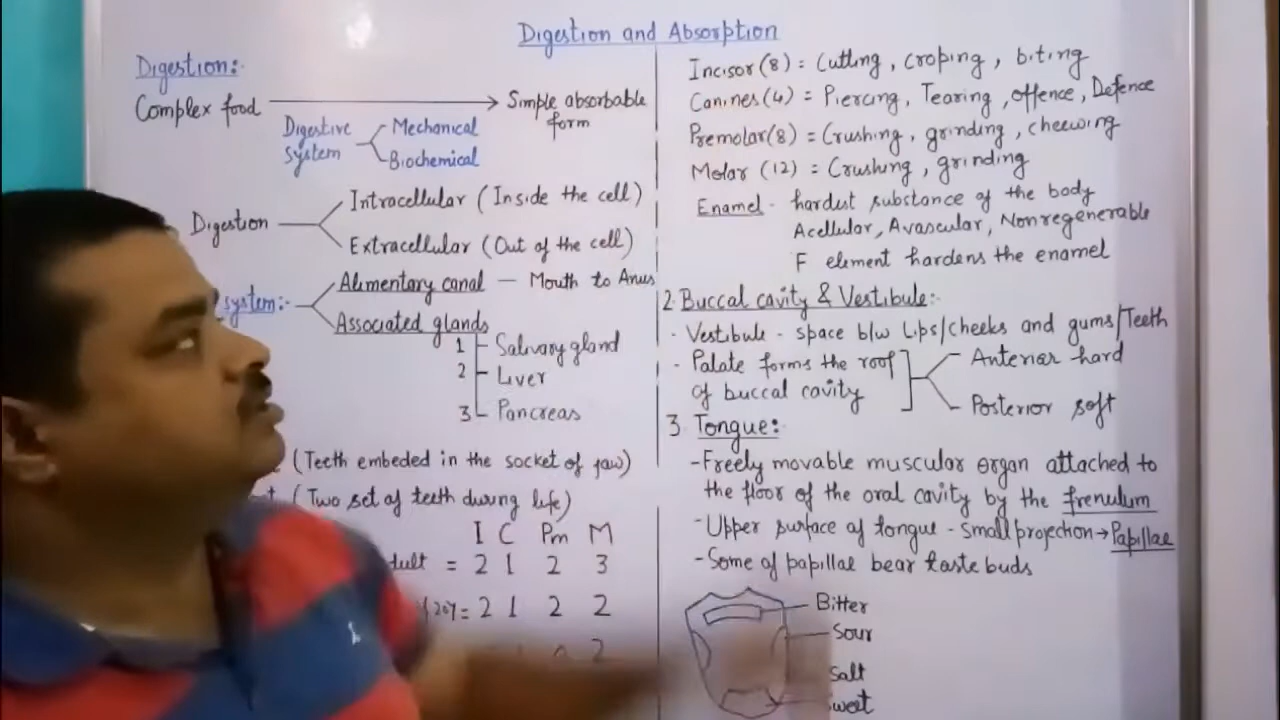 Digestion and Absorption
Digestion:-
Complex food → Simple absorbable form
Digestive system
Mechanical
Biochemical
Digestion
Intracellular (Inside the cell)
Extracellular (Out of the cell)
system:-
Alimentary canal — Mouth to Anus
Associated glands
1 Salivary gland
2 Liver
3 Pancreas
(Teeth embeded in the socket of jaw)
(Two set of teeth during life)
I C Pm M
= 2 1 2 3
= 2 1 2 2
2
Incisor (8) = Cutting, croping, biting
Canines (4) = Piercing, Tearing, offence, Defence
Premolar (8) = Crushing, grinding, cheewing
Molar (12) = Crushing, grinding
Enamel - hardest substance of the body
Acellular, Avascular, Nonregenerable
F element hardens the enamel
2. Buccal cavity & Vestibule:-
· Vestibule - space b/w Lips/cheeks and gums/Teeth
· Palate forms the roof
of buccal cavity
Anterior hard
Posterior soft
3. Tongue:-
- Freely movable muscular organ attached to
the floor of the oral cavity by the frenulum
- Upper surface of tongue - Small projection → Papillae
- Some of papillae bear taste buds
Bitter
Sour
Salt